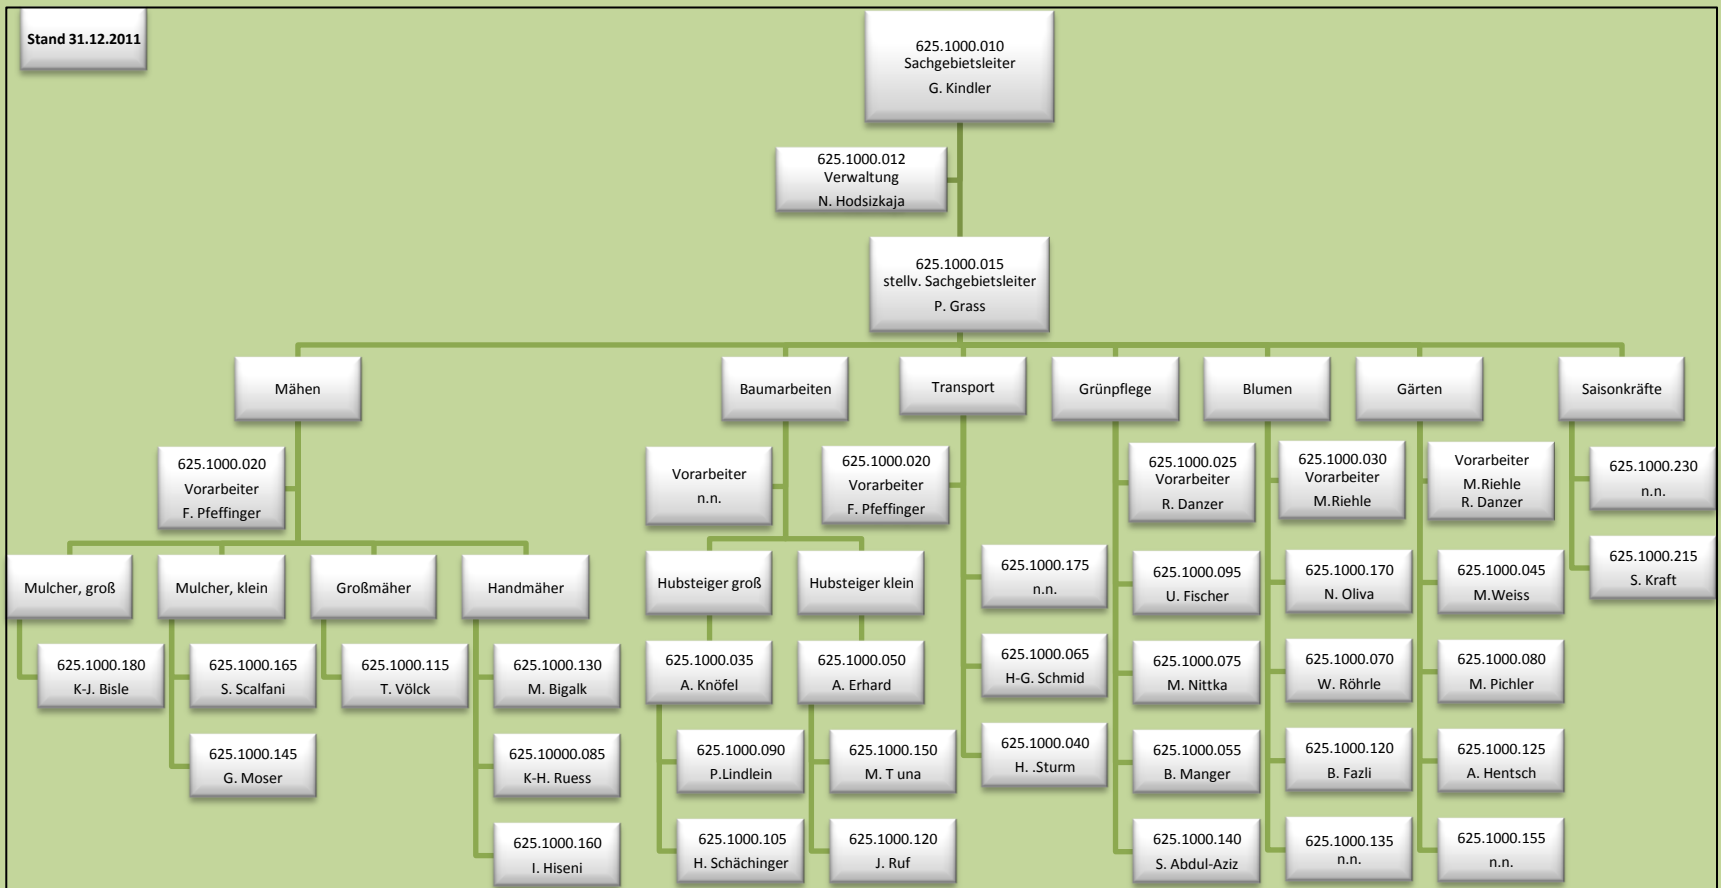 Stand 31.12.2011
625.1000.010
Sachgebietsleiter
G. Kindler
625.1000.012
Verwaltung
N. Hodsizkaja
625.1000.015
stellv. Sachgebietsleiter
P. Grass
Mähen
625.1000.020
Vorarbeiter
F. Pfeffinger
Mulcher, groß
625.1000.180
K-J. Bisle
Mulcher, klein
625.1000.165
S. Scalfani
625.1000.145
G. Moser
Großmäher
625.1000.115
T. Völck
Handmäher
625.1000.130
M. Bigalk
625.10000.085
K-H. Ruess
625.1000.160
I. Hiseni
Baumarbeiten
Vorarbeiter
n.n.
Hubsteiger groß
625.1000.035
A. Knöfel
625.1000.090
P.Lindlein
625.1000.105
H. Schächinger
Hubsteiger klein
625.1000.050
A. Erhard
625.1000.150
M. T una
625.1000.120
J. Ruf
Transport
625.1000.020
Vorarbeiter
F. Pfeffinger
625.1000.175
n.n.
625.1000.065
H-G. Schmid
625.1000.040
H. .Sturm
Grünpflege
625.1000.025
Vorarbeiter
R. Danzer
625.1000.095
U. Fischer
625.1000.075
M. Nittka
625.1000.055
B. Manger
625.1000.140
S. Abdul-Aziz
Blumen
625.1000.030
Vorarbeiter
M.Riehle
625.1000.170
N. Oliva
625.1000.070
W. Röhrle
625.1000.120
B. Fazli
625.1000.135
n.n.
Gärten
Vorarbeiter
M.Riehle
R. Danzer
625.1000.045
M.Weiss
625.1000.080
M. Pichler
625.1000.125
A. Hentsch
625.1000.155
n.n.
Saisonkräfte
625.1000.230
n.n.
625.1000.215
S. Kraft